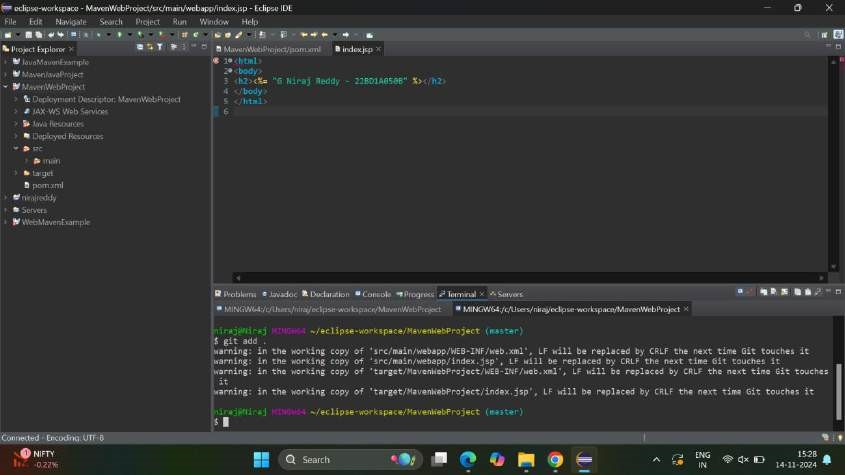 eclipse-workspace - MavenWebProject/src/main/webapp/index.jsp - Eclipse IDE
File Edit Navigate Search Project Run Window Help
Project Explorer
JavaMavenExample
MavenJavaProject
MavenWebProject
Deployment Descriptor: MavenWebProject
JAX-WS Web Services
Java Resources
Deployed Resources
src
main
target
pom.xml
nirajreddy
Servers
WebMavenExample
MavenWebProject/pom.xml index.jsp
1 <html>
2 <body>
3 <h2><%= "G Niraj Reddy - 22BD1A050B" %></h2>
4 </body>
5 </html>
6
Problems Javadoc Declaration Console Progress Terminal Servers
MINGW64:/c/Users/niraj/eclipse-workspace/MavenWebProject MINGW64:/c/Users/niraj/eclipse-workspace/MavenWebProject
niraj@Niraj MINGW64 ~/eclipse-workspace/MavenWebProject (master)
$ git add .
warning: in the working copy of 'src/main/webapp/WEB-INF/web.xml', LF will be replaced by CRLF the next time Git touches it
warning: in the working copy of 'src/main/webapp/index.jsp', LF will be replaced by CRLF the next time Git touches it
warning: in the working copy of 'target/MavenProject/WEB-INF/web.xml', LF will be replaced by CRLF the next time Git touches
it
warning: in the working copy of 'target/MavenProject/index.jsp', LF will be replaced by CRLF the next time Git touches it
niraj@Niraj MINGW64 ~/eclipse-workspace/MavenWebProject (master)
$
Connected - Encoding: UTF-8
1
NIFTY
-0.22%
Search
ENG
IN
15:28
14-11-2024